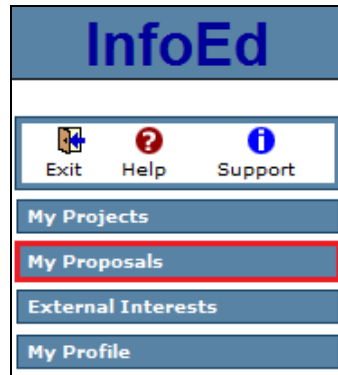 InfoEd
Exit Help Support
My Projects
My Proposals
External Interests
My Profile